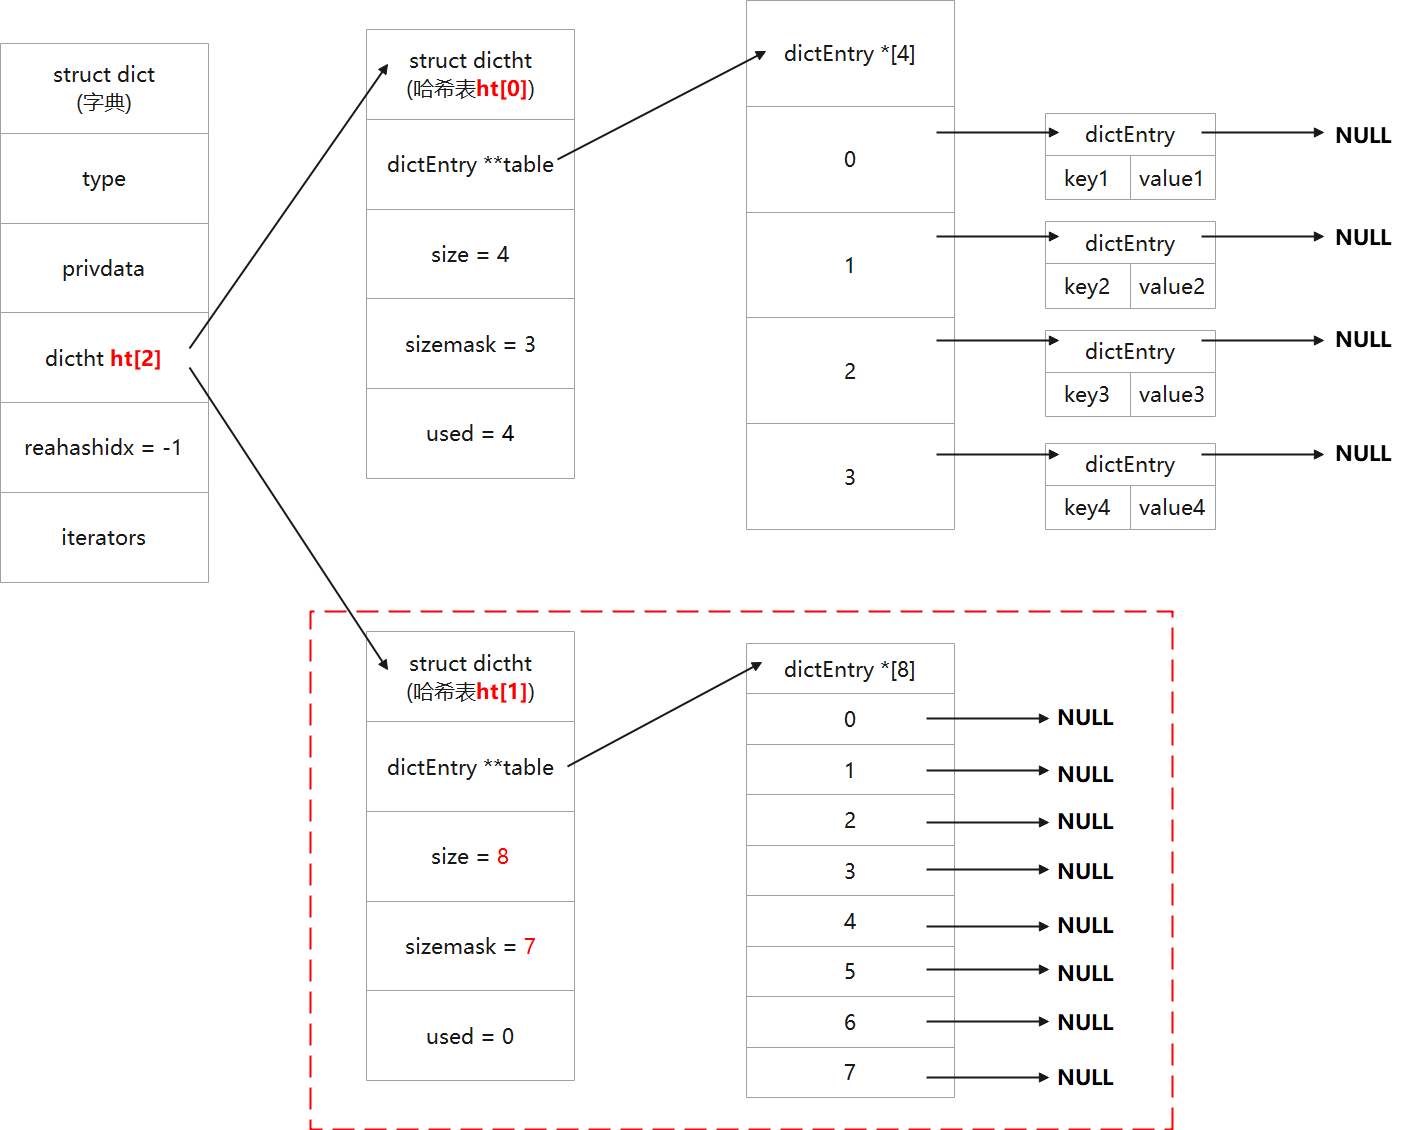 struct dict
(字典)
type
privdata
dictht ht[2]
reahashidx = -1
iterators
struct dictht
(哈希表ht[0])
dictEntry **table
size = 4
sizemask = 3
used = 4
dictEntry *[4]
0
1
2
3
dictEntry
key1 value1
NULL
dictEntry
key2 value2
NULL
dictEntry
key3 value3
NULL
dictEntry
key4 value4
NULL
struct dictht
(哈希表ht[1])
dictEntry **table
size = 8
sizemask = 7
used = 0
dictEntry *[8]
0 NULL
1 NULL
2 NULL
3 NULL
4 NULL
5 NULL
6 NULL
7 NULL